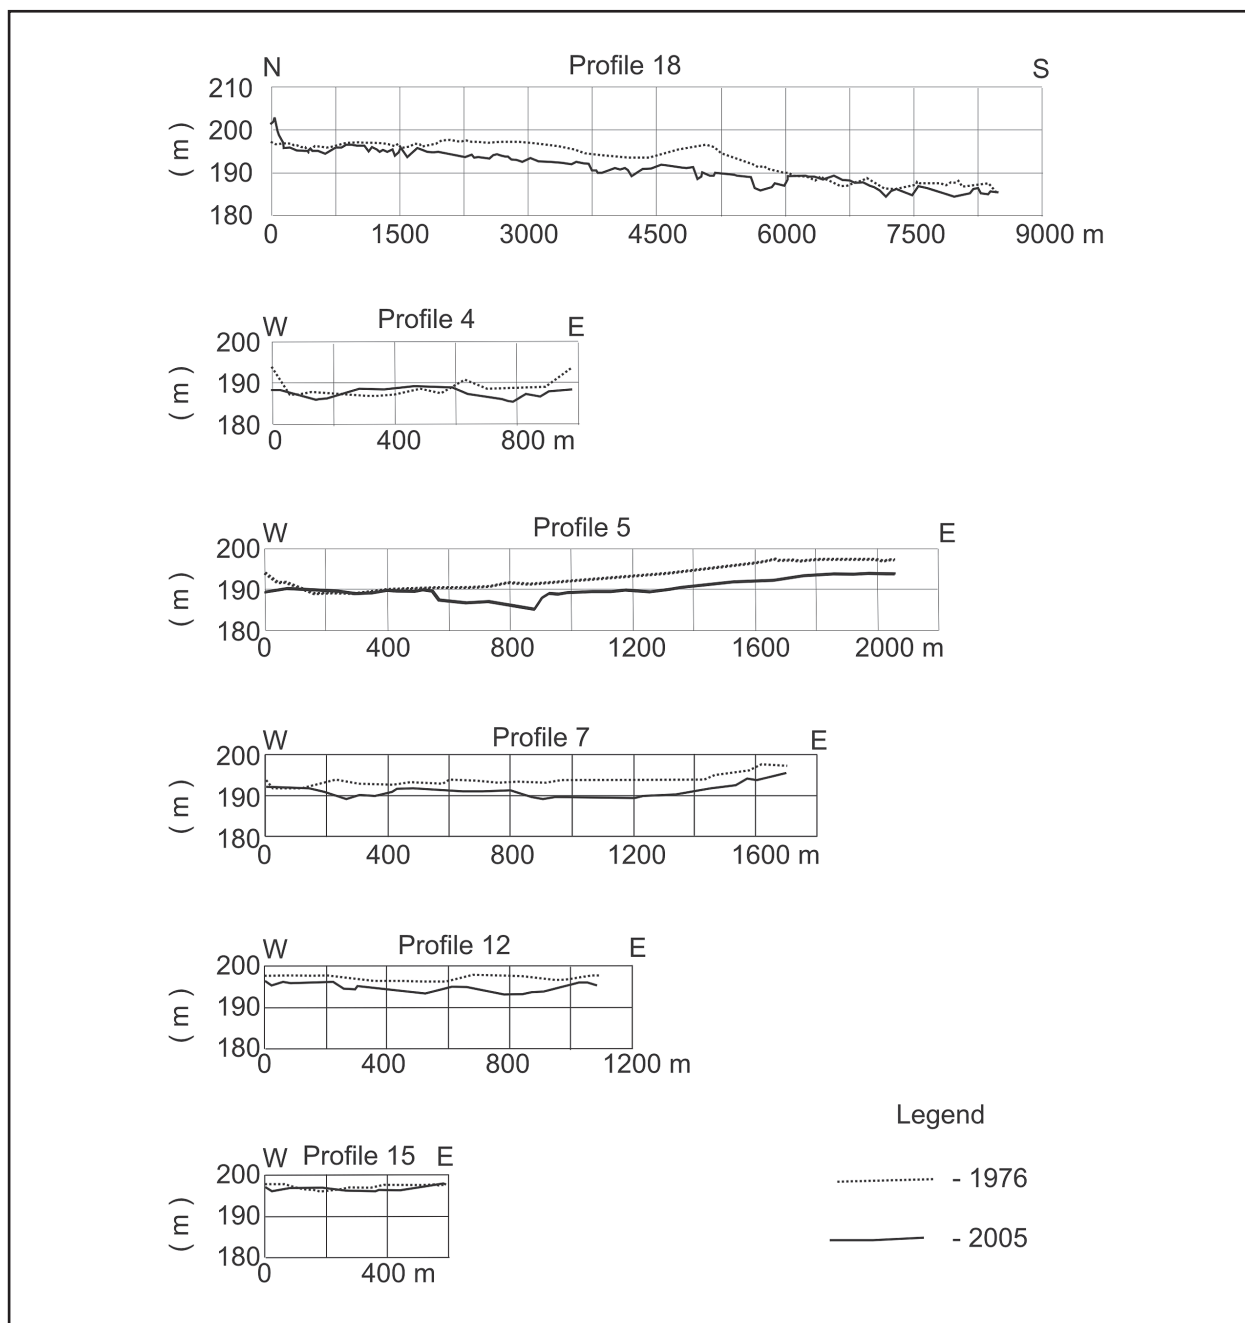 N Profile 18 S
210
200
190
180
( m )
0 1500 3000 4500 6000 7500 9000 m
W Profile 4 E
200
190
180
( m )
0 400 800 m
W Profile 5 E
200
190
180
( m )
0 400 800 1200 1600 2000 m
W Profile 7 E
200
190
180
( m )
0 400 800 1200 1600 m
W Profile 12 E
200
190
180
( m )
0 400 800 1200 m
W Profile 15 E
200
190
180
( m )
0 400 m
Legend
- 1976
- 2005